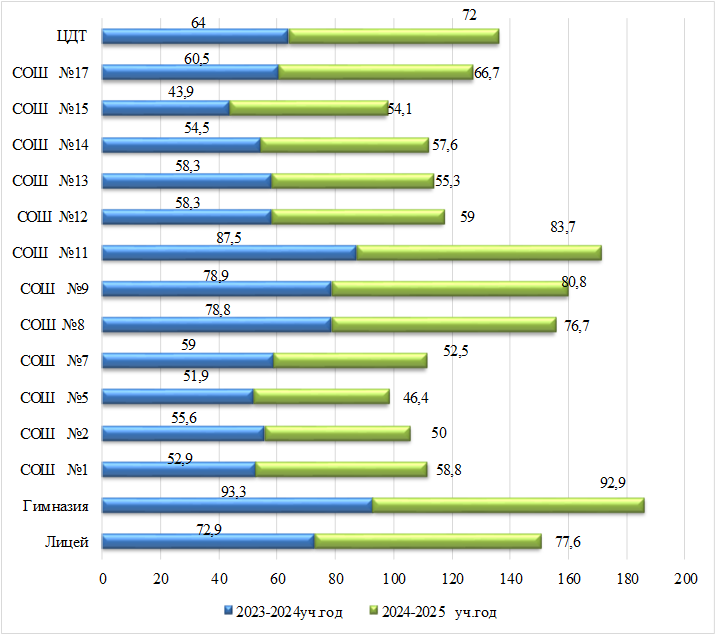 ЦДТ 64 72
СОШ №17 60,5 66,7
СОШ №15 43,9 54,1
СОШ №14 54,5 57,6
СОШ №13 58,3 55,3
СОШ №12 58,3 59
СОШ №11 87,5 83,7
СОШ №9 78,9 80,8
СОШ №8 78,8 76,7
СОШ №7 59 52,5
СОШ №5 51,9 46,4
СОШ №2 55,6 50
СОШ №1 52,9 58,8
Гимназия 93,3 92,9
Лицей 72,9 77,6
0 20 40 60 80 100 120 140 160 180 200
2023-2024уч.год 2024-2025 уч.год